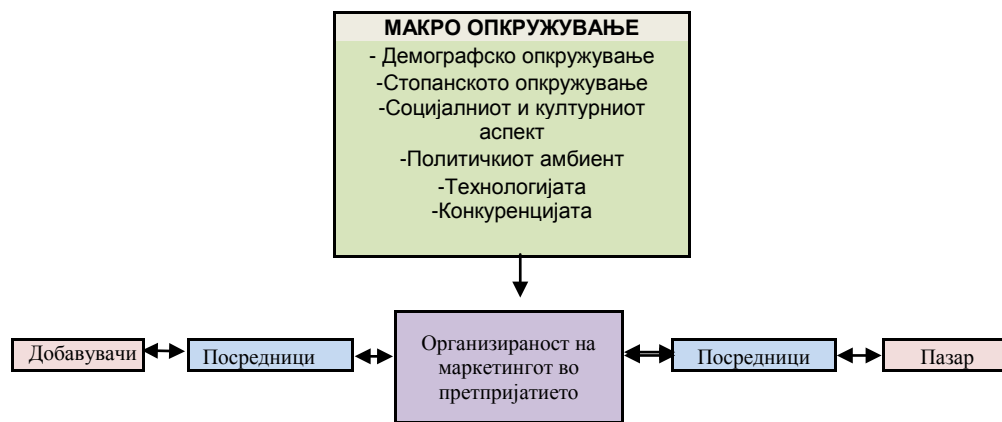 МАКРО ОПКРУЖУВАЊЕ
- Демографско опкружување
-Стопанското опкружување
-Социјалниот и културниот
аспект
-Политичкиот амбиент
-Технологијата
-Конкуренцијата
Добавувачи
Посредници
Организираност на
маркетингот во
претпријатието
Посредници
Пазар